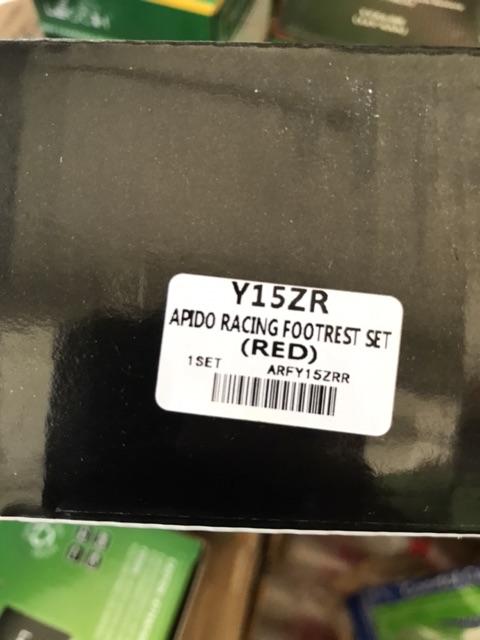 Y15ZR
APIDO RACING FOOTREST SET
(RED)
1SET ARFY15ZRR